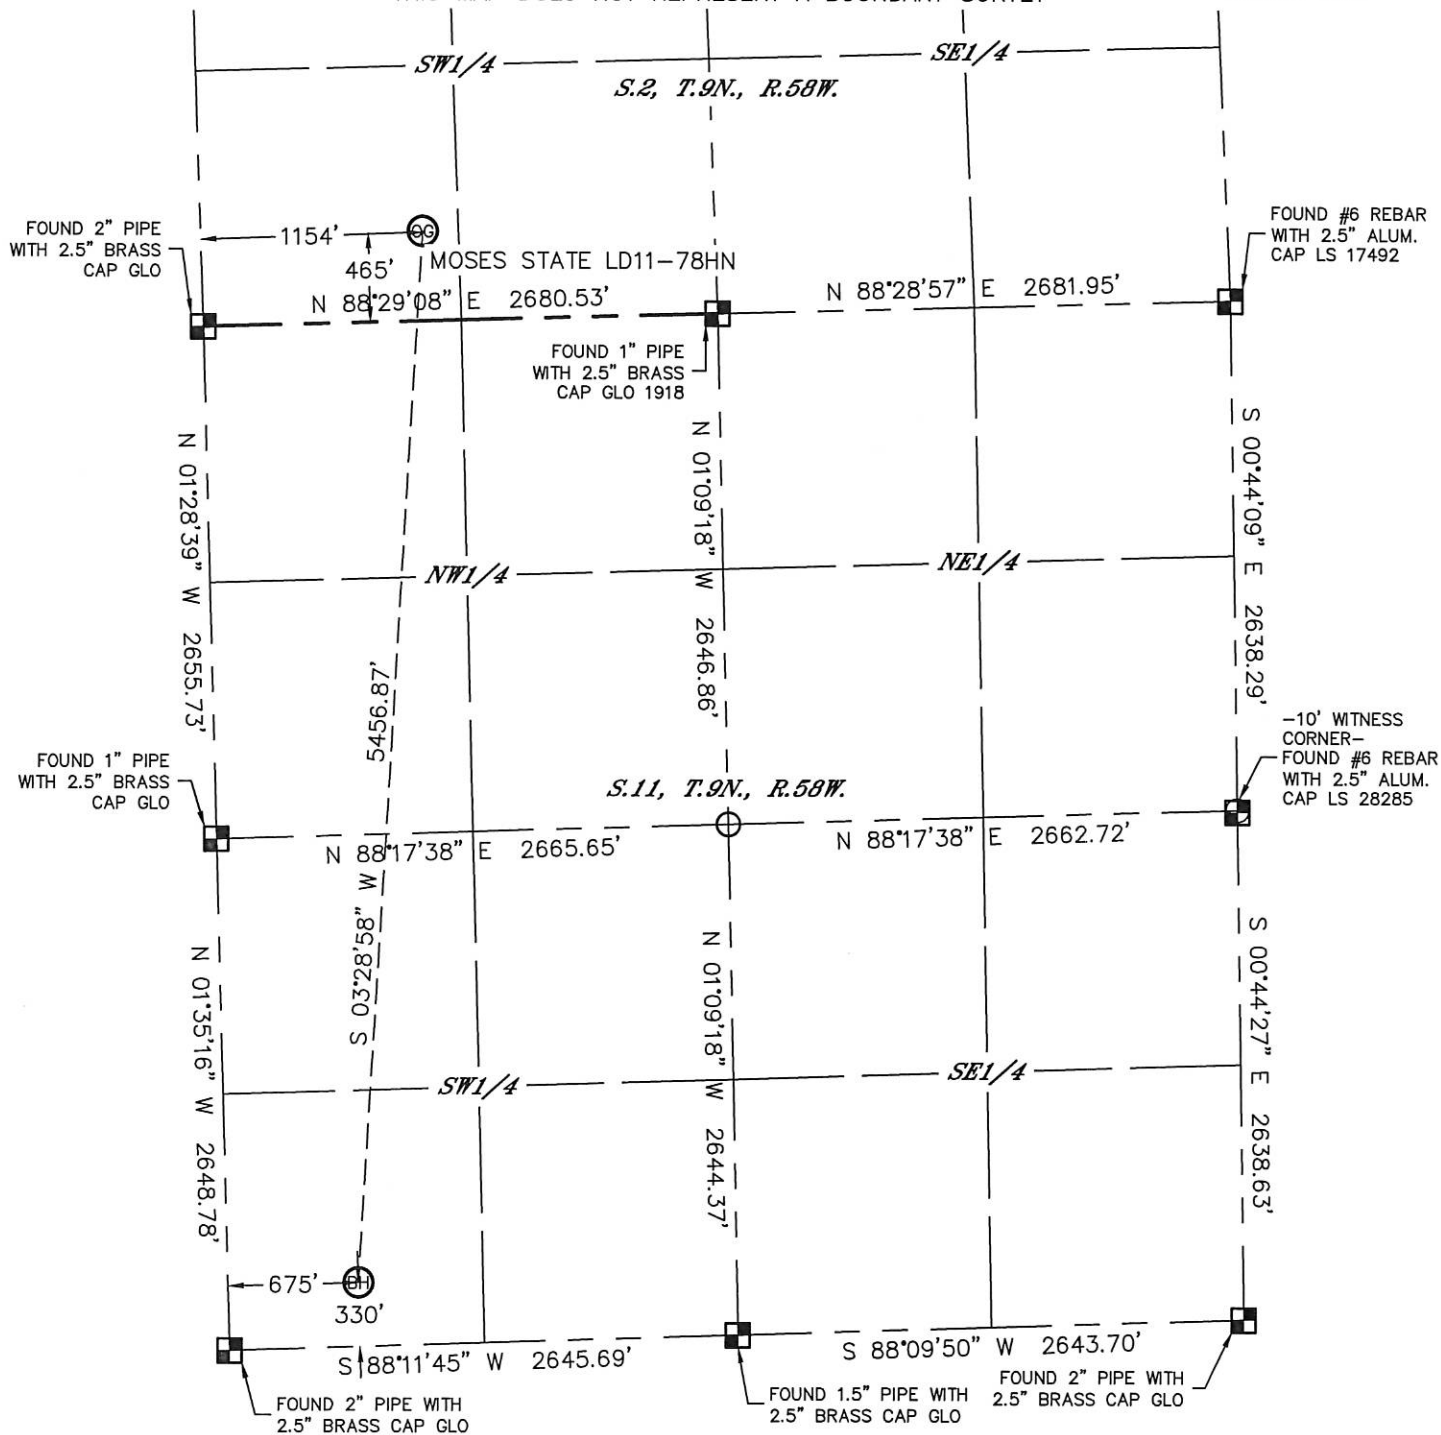 SW1/4
SE1/4
S.2, T.9N., R.58W.
FOUND 2" PIPE
WITH 2.5" BRASS
CAP GLO
1154'
OG
465'
MOSES STATE LD11-78HN
FOUND #6 REBAR
WITH 2.5" ALUM.
CAP LS 17492
N 88°29'08" E 2680.53'
N 88°28'57" E 2681.95'
FOUND 1" PIPE
WITH 2.5" BRASS
CAP GLO 1918
N 01°28'39" W 2655.73'
N 01°09'18" W 2646.86'
S 00°44'09" E 2638.29'
NW1/4
NE1/4
5456.87'
S 03°28'58" W
FOUND 1" PIPE
WITH 2.5" BRASS
CAP GLO
S.11, T.9N., R.58W.
-10' WITNESS
CORNER-
FOUND #6 REBAR
WITH 2.5" ALUM.
CAP LS 28285
N 88°17'38" E 2665.65'
N 88°17'38" E 2662.72'
N 01°35'16" W 2648.78'
N 01°09'18" W 2644.37'
S 00°44'27" E 2638.63'
SW1/4
SE1/4
675'
BH
330'
S 88°11'45" W 2645.69'
S 88°09'50" W 2643.70'
FOUND 2" PIPE WITH
2.5" BRASS CAP GLO
FOUND 1.5" PIPE WITH
2.5" BRASS CAP GLO
FOUND 2" PIPE WITH
2.5" BRASS CAP GLO